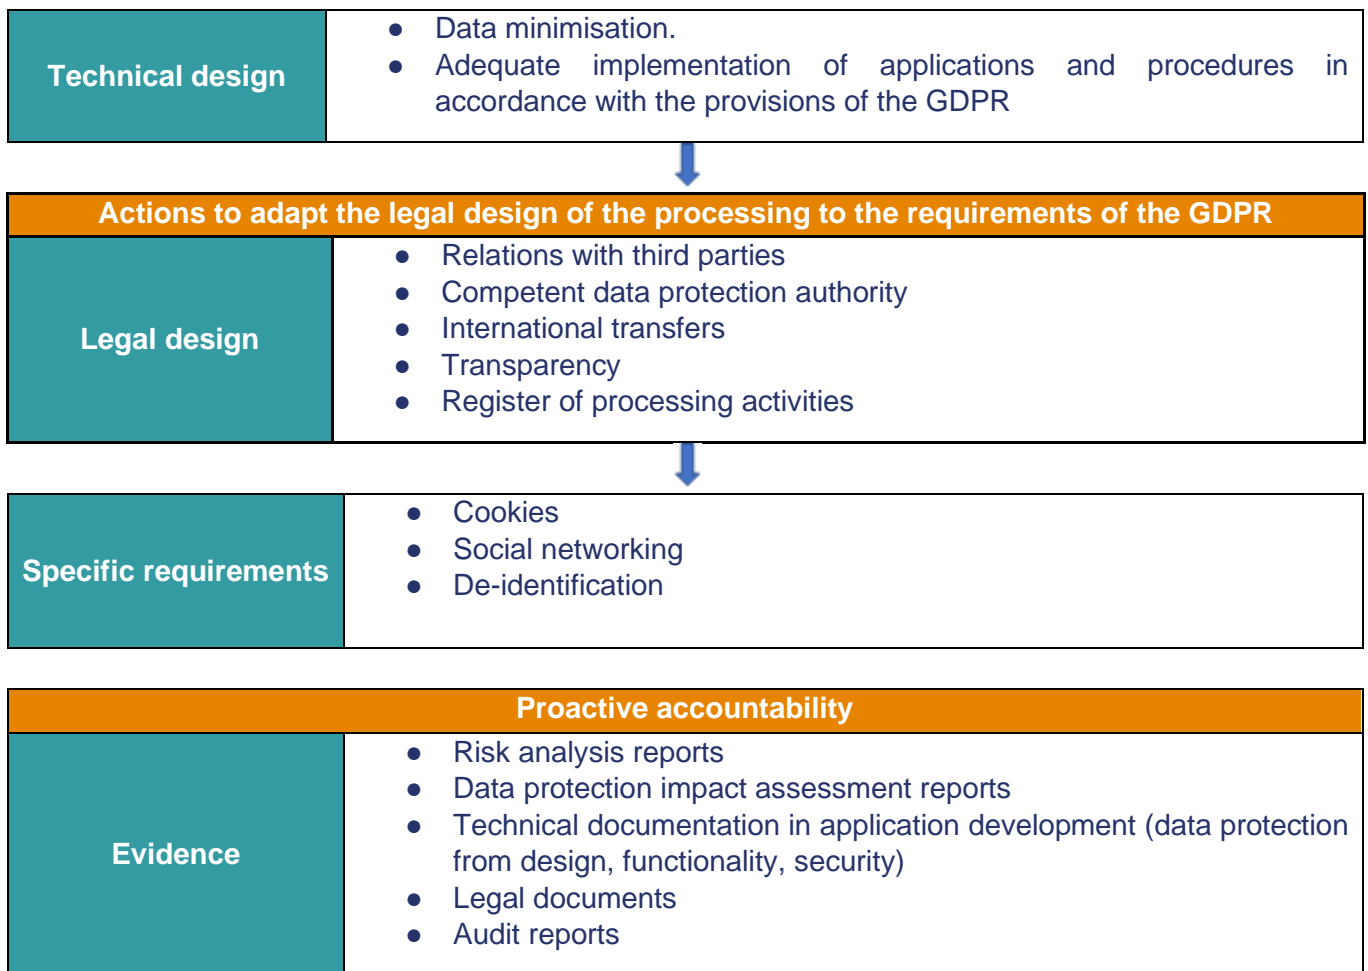 Technical design
● Data minimisation.
● Adequate implementation of applications and procedures in
accordance with the provisions of the GDPR
Actions to adapt the legal design of the processing to the requirements of the GDPR
Legal design
● Relations with third parties
● Competent data protection authority
● International transfers
● Transparency
● Register of processing activities
Specific requirements
● Cookies
● Social networking
● De-identification
Proactive accountability
Evidence
● Risk analysis reports
● Data protection impact assessment reports
● Technical documentation in application development (data protection
from design, functionality, security)
● Legal documents
● Audit reports